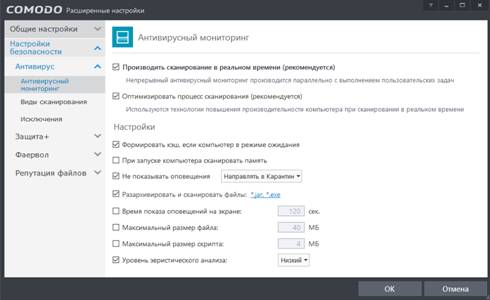 COMODO Расширенные настройки
Общие настройки
Настройки безопасности
Антивирус
Антивирусный мониторинг
Виды сканирования
Исключения
Защита+
Фаервол
Репутация файлов
Антивирусный мониторинг
Производить сканирование в реальном времени (рекомендуется)
Непрерывный антивирусный мониторинг производится параллельно с выполнением пользовательских задач
Оптимизировать процесс сканирования (рекомендуется)
Используются технологии повышения производительности компьютера при сканировании в реальном времени
Настройки
Формировать кэш, если компьютер в режиме ожидания
При запуске компьютера сканировать память
Не показывать оповещения Направлять в Карантин
Разархивировать и сканировать файлы: *.jar, *.exe
Время показа оповещений на экране: 120 сек.
Максимальный размер файла: 40 МБ
Максимальный размер скрипта: 4 МБ
Уровень эвристического анализа: Низкий
OK Отмена